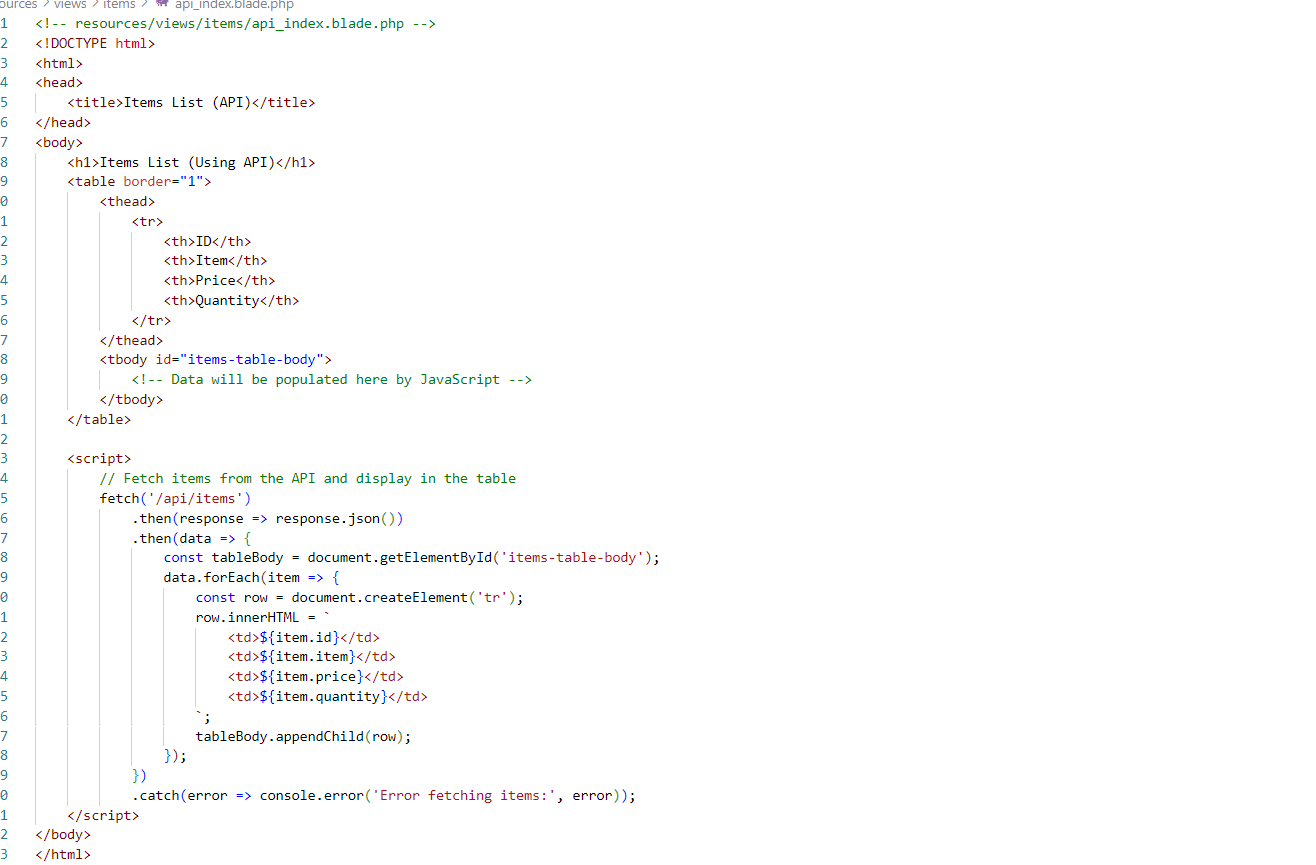 ources > views > items > api_index.blade.php
1 <!-- resources/views/items/api_index.blade.php -->
2 <!DOCTYPE html>
3 <html>
4 <head>
5     <title>Items List (API)</title>
6 </head>
7 <body>
8     <h1>Items List (Using API)</h1>
9     <table border="1">
0         <thead>
1             <tr>
2                 <th>ID</th>
3                 <th>Item</th>
4                 <th>Price</th>
5                 <th>Quantity</th>
6             </tr>
7         </thead>
8         <tbody id="items-table-body">
9             <!-- Data will be populated here by JavaScript -->
0         </tbody>
1     </table>
2
3     <script>
4         // Fetch items from the API and display in the table
5         fetch('/api/items')
6             .then(response => response.json())
7             .then(data => {
8                 const tableBody = document.getElementById('items-table-body');
9                 data.forEach(item => {
0                     const row = document.createElement('tr');
1                     row.innerHTML = `
2                         <td>${item.id}</td>
3                         <td>${item.item}</td>
4                         <td>${item.price}</td>
5                         <td>${item.quantity}</td>
6                     `;
7                     tableBody.appendChild(row);
8                 });
9             })
0             .catch(error => console.error('Error fetching items:', error));
1     </script>
2 </body>
3 </html>